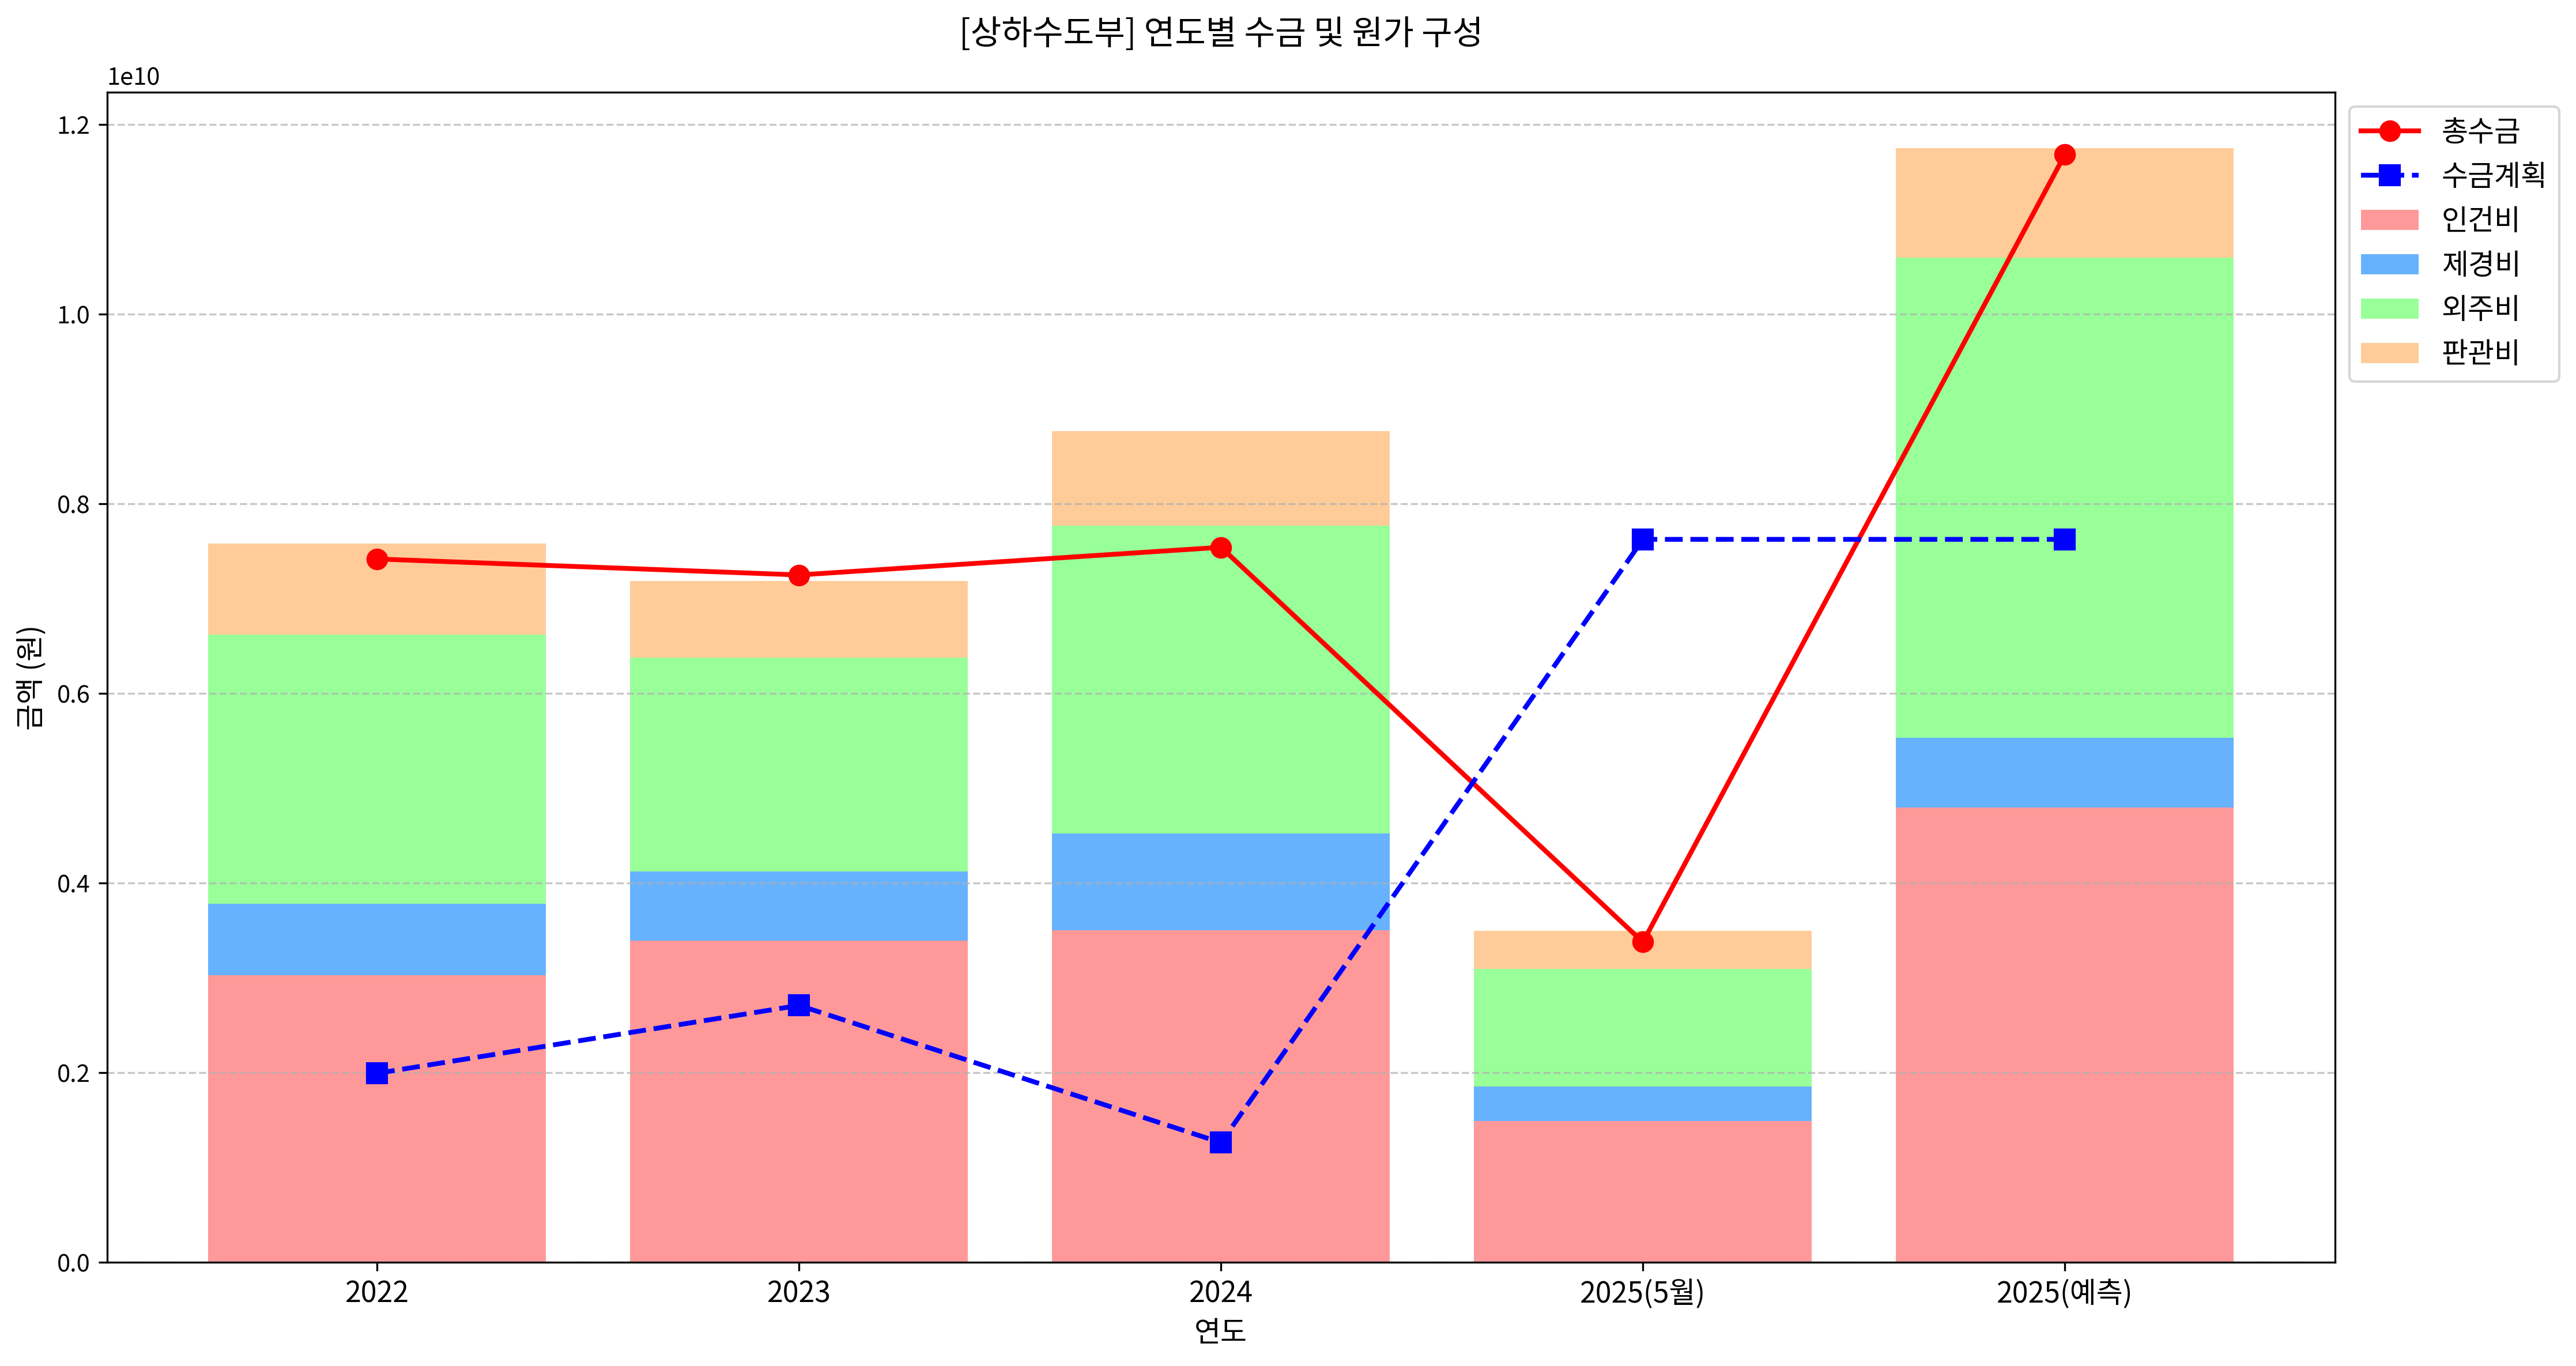 [상하수도부] 연도별 수금 및 원가 구성
1e10
1.2
1.0
0.8
0.6
0.4
0.2
0.0
금액 (원)
2022
2023
2024
2025(5월)
2025(예측)
연도
총수금
수금계획
인건비
제경비
외주비
판관비